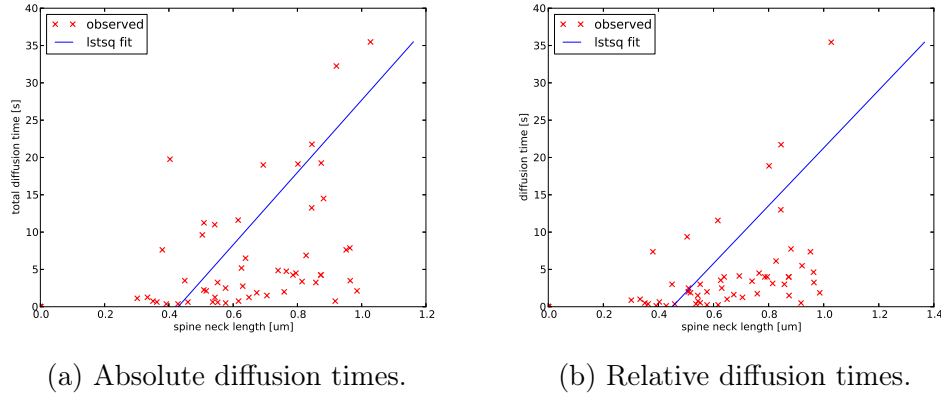 40
35
30
25
20
15
10
5
0
0.0 0.2 0.4 0.6 0.8 1.0 1.2
spine neck length [um]
total diffusion time [s]
observed
lstsq fit
(a) Absolute diffusion times.
40
35
30
25
20
15
10
5
0
0.0 0.2 0.4 0.6 0.8 1.0 1.2 1.4
spine neck length [um]
diffusion time [s]
observed
lstsq fit
(b) Relative diffusion times.